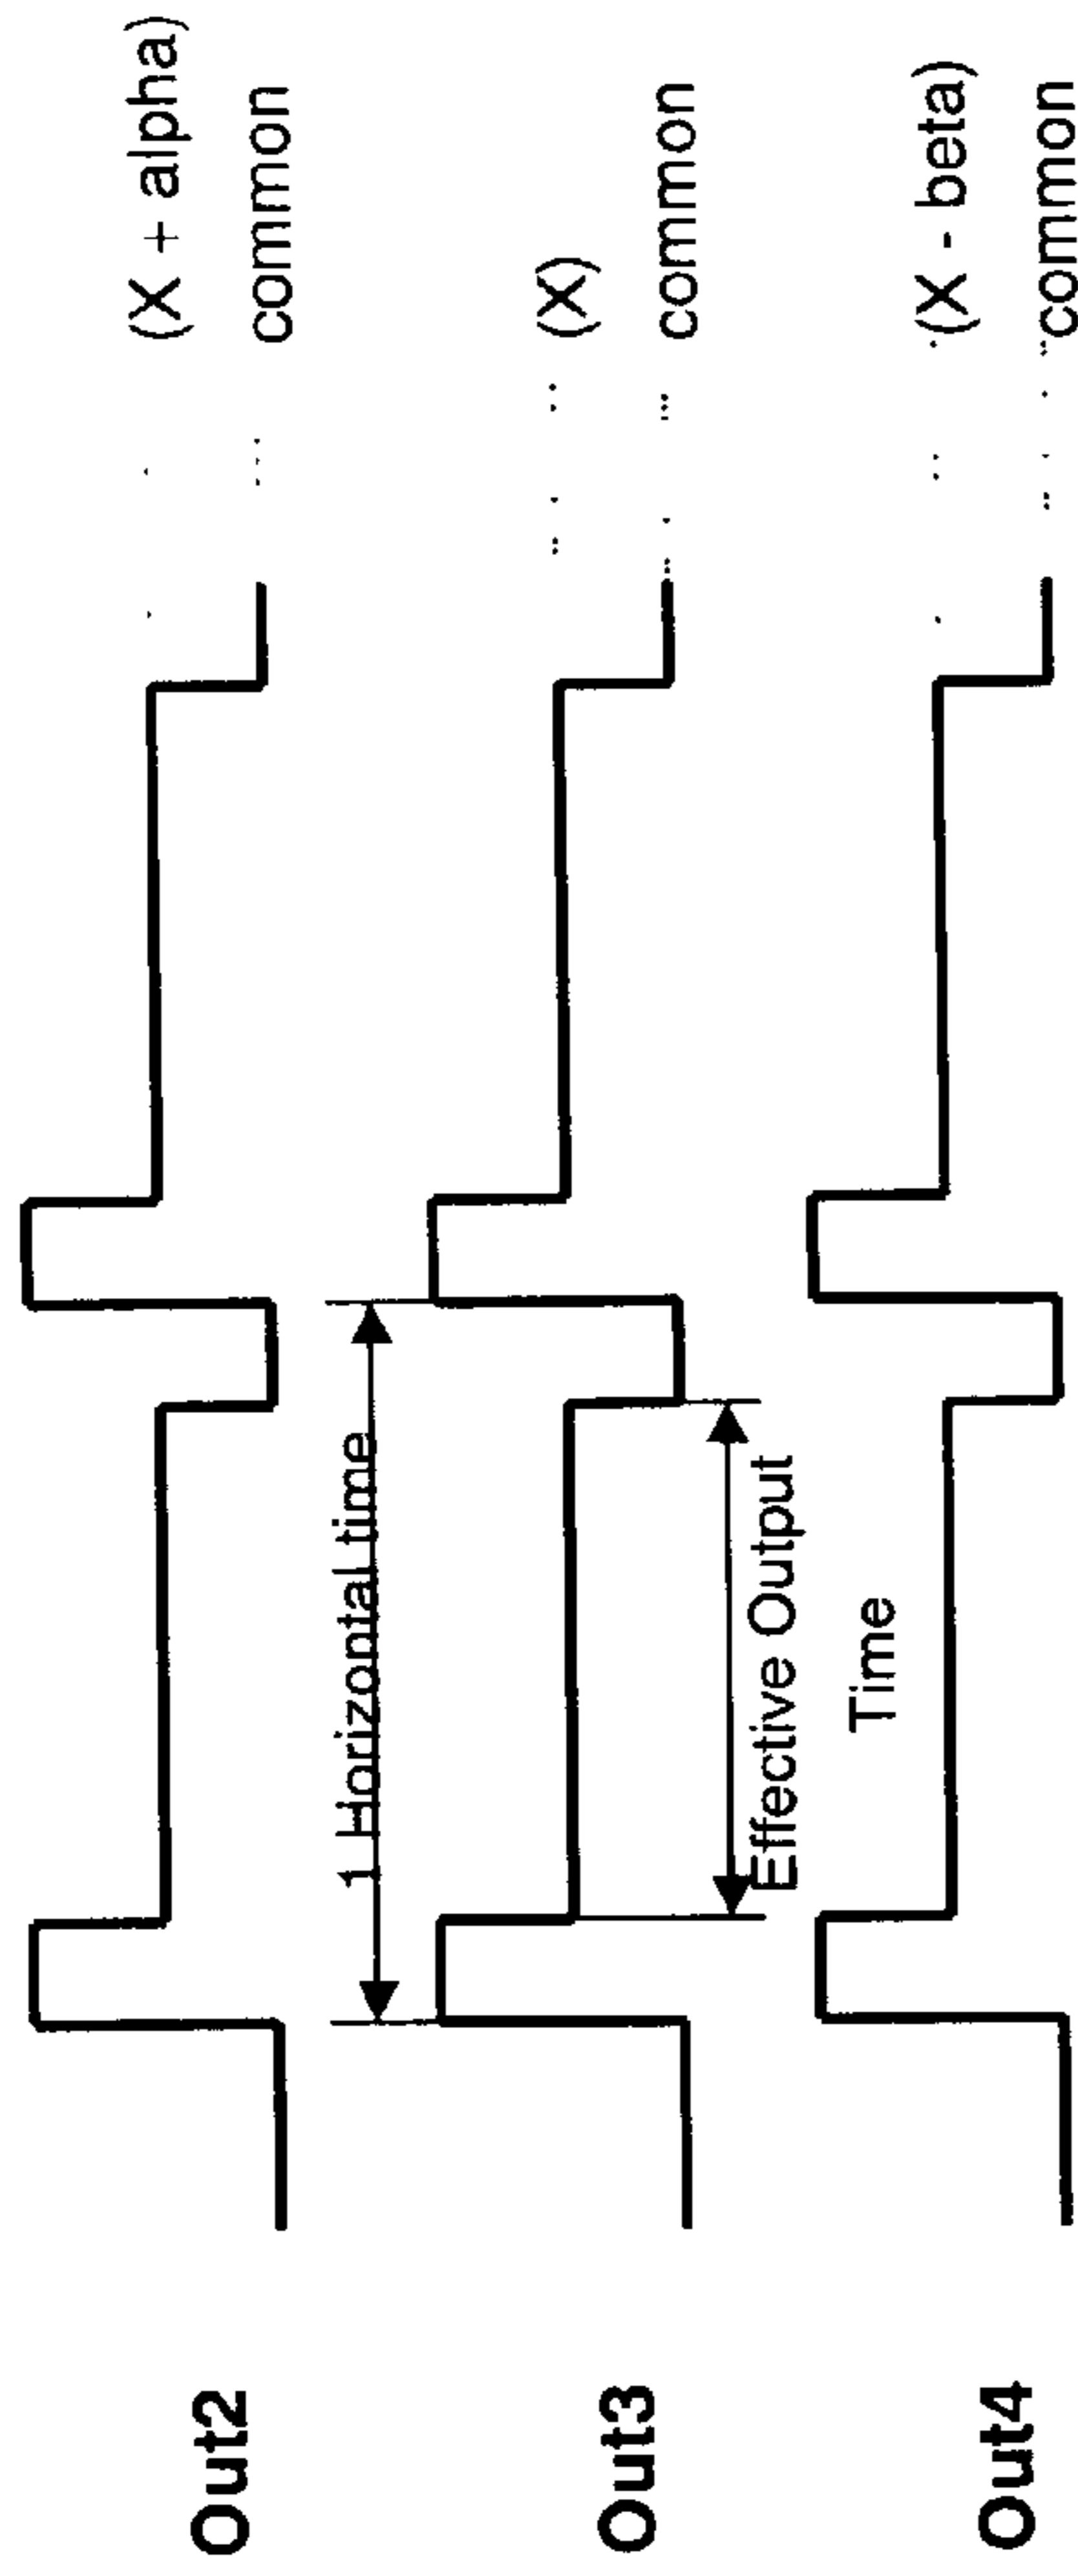 Out2
(X + alpha)
common
1 Horizontal time
Out3
(X)
common
Effective Output
Time
Out4
(X - beta)
common